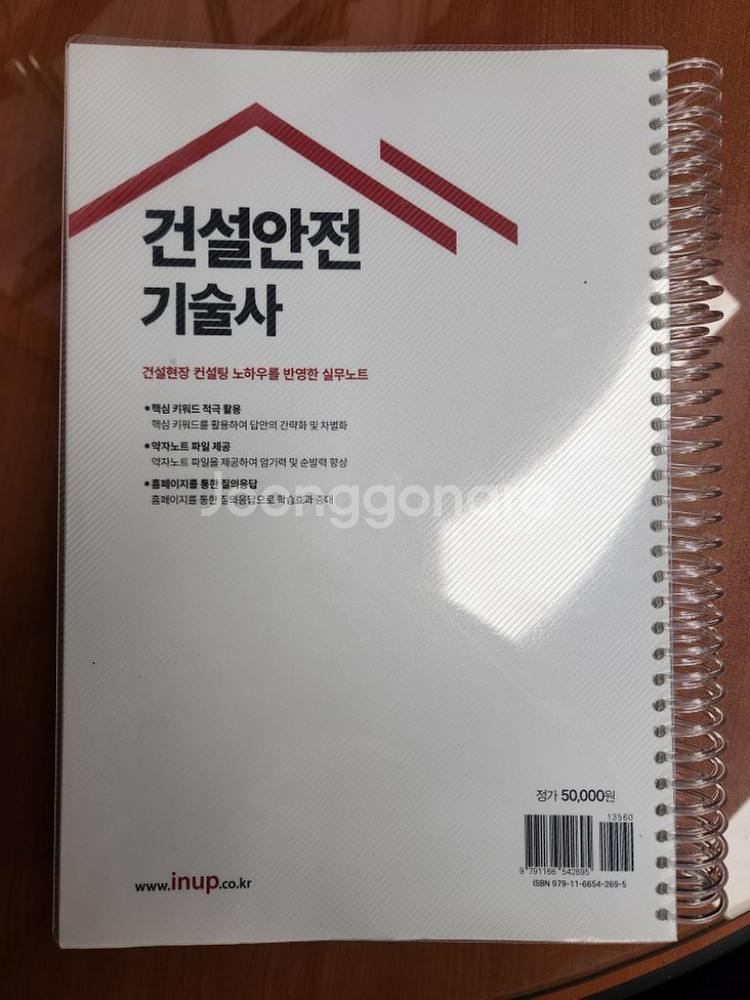 건설안전
기술사
건설현장 컨설팅 노하우를 반영한 실무노트
•핵심 키워드 적극 활용
핵심 키워드를 활용하여 답안의 간략화 및 차별화
•약자노트 파일 제공
약자노트 파일을 제공하여 암기력 및 순발력 향상
•홈페이지를 통한 질의응답
홈페이지를 통한 질의응답으로 학습효과 증대
Joonggonara
정가 50,000원
13560
9 791166 542695
ISBN 979-11-6654-269-5
www.inup.co.kr